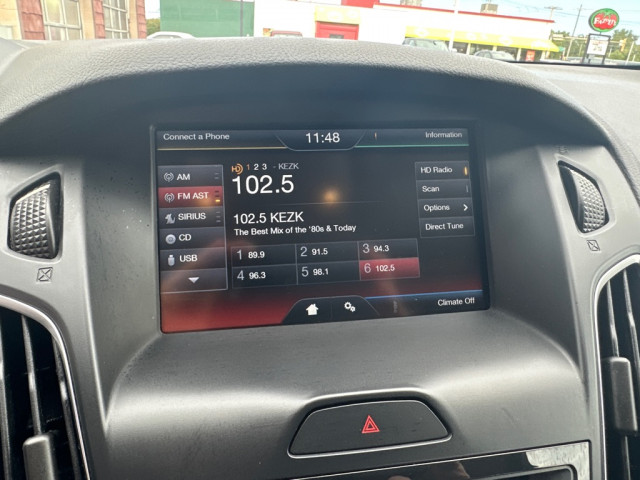 Connect a Phone 11:48 ! Information
AM
FM AST
SIRIUS
CD
USB
HD 1 2 3 - KEZK
102.5
102.5 KEZK
The Best Mix of the '80s & Today
1 89.9 2 91.5 3 94.3
4 96.3 5 98.1 6 102.5
HD Radio
Scan
Options
Direct Tune
Climate Off